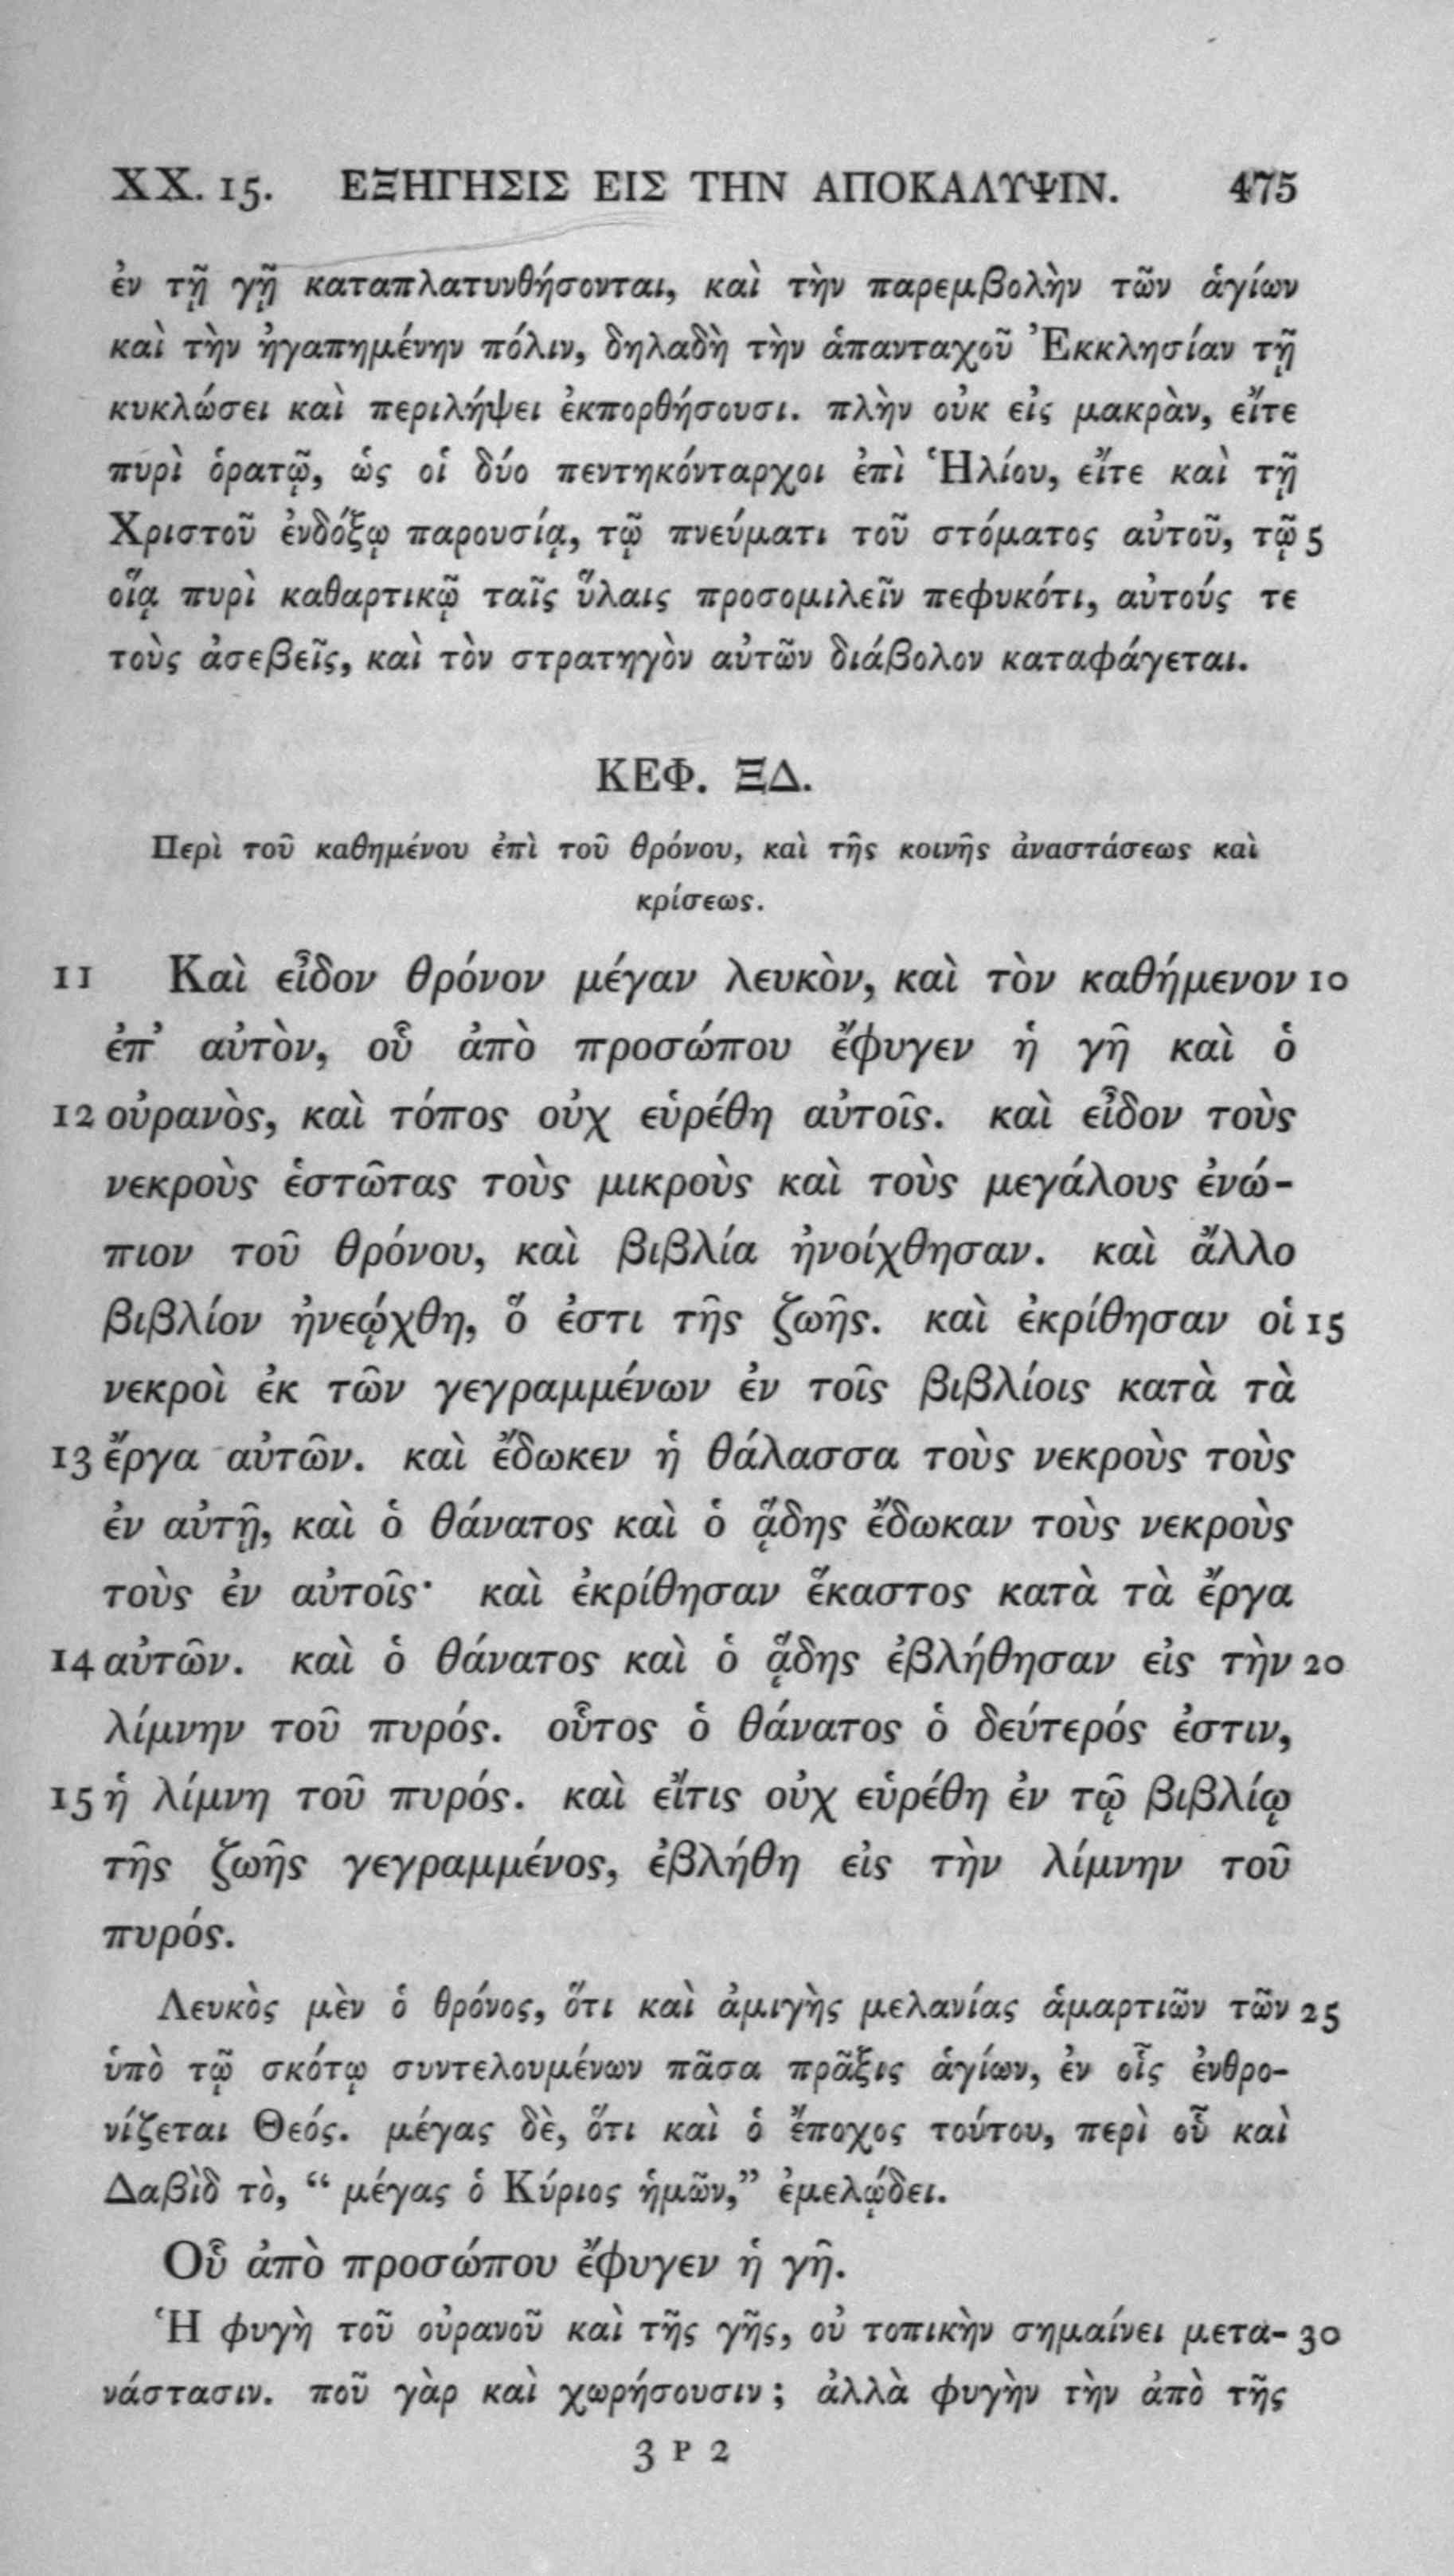 XX. 15. ΕΞΗΓΗΣΙΣ ΕΙΣ ΤΗΝ ΑΠΟΚΑΛΥΨΙΝ. 475
ἐν τῇ γῇ καταπλατυνθήσονται, καὶ τὴν παρεμβολὴν τῶν ἁγίων
καὶ τὴν ἠγαπημένην πόλιν, δηλαδὴ τὴν ἁπανταχοῦ Ἐκκλησίαν τῇ
κυκλώσει καὶ περιλήψει ἐκπορθήσουσι. πλὴν οὐκ εἰς μακρὰν, εἴτε
πυρὶ ὁρατῷ, ὡς οἱ δύο πεντηκόνταρχοι ἐπὶ Ἡλίου, εἴτε καὶ τῇ
Χριστοῦ ἐνδόξῳ παρουσίᾳ, τῷ πνεύματι τοῦ στόματος αὐτοῦ, τῷ 5
οἵᾳ πυρὶ καθαρτικῷ ταῖς ὕλαις προσομιλεῖν πεφυκότι, αὐτούς τε
τοὺς ἀσεβεῖς, καὶ τὸν στρατηγὸν αὐτῶν διάβολον καταφάγεται.
ΚΕΦ. ΞΔ.
Περὶ τοῦ καθημένου ἐπὶ τοῦ θρόνου, καὶ τῆς κοινῆς ἀναστάσεως καὶ
κρίσεως.
11 Καὶ εἶδον θρόνον μέγαν λευκὸν, καὶ τὸν καθήμενον 10
ἐπ’ αὐτὸν, οὗ ἀπὸ προσώπου ἔφυγεν ἡ γῆ καὶ ὁ
12 οὐρανὸς, καὶ τόπος οὐχ εὑρέθη αὐτοῖς. καὶ εἶδον τοὺς
νεκροὺς ἑστῶτας τοὺς μικροὺς καὶ τοὺς μεγάλους ἐνώ-
πιον τοῦ θρόνου, καὶ βιβλία ἠνοίχθησαν. καὶ ἄλλο
βιβλίον ἠνεῴχθη, ὅ ἐστι τῆς ζωῆς. καὶ ἐκρίθησαν οἱ 15
νεκροὶ ἐκ τῶν γεγραμμένων ἐν τοῖς βιβλίοις κατὰ τὰ
13 ἔργα αὐτῶν. καὶ ἔδωκεν ἡ θάλασσα τοὺς νεκροὺς τοὺς
ἐν αὐτῇ, καὶ ὁ θάνατος καὶ ὁ ᾅδης ἔδωκαν τοὺς νεκροὺς
τοὺς ἐν αὐτοῖς· καὶ ἐκρίθησαν ἕκαστος κατὰ τὰ ἔργα
14 αὐτῶν. καὶ ὁ θάνατος καὶ ὁ ᾅδης ἐβλήθησαν εἰς τὴν 20
λίμνην τοῦ πυρός. οὗτος ὁ θάνατος ὁ δεύτερός ἐστιν,
15 ἡ λίμνη τοῦ πυρός. καὶ εἴτις οὐχ εὑρέθη ἐν τῷ βιβλίῳ
τῆς ζωῆς γεγραμμένος, ἐβλήθη εἰς τὴν λίμνην τοῦ
πυρός.
Λευκὸς μὲν ὁ θρόνος, ὅτι καὶ ἀμιγὴς μελανίας ἁμαρτιῶν τῶν 25
ὑπὸ τῷ σκότῳ συντελουμένων πᾶσα πρᾶξις ἁγίων, ἐν οἷς ἐνθρο-
νίζεται Θεός. μέγας δὲ, ὅτι καὶ ὁ ἔποχος τούτου, περὶ οὗ καὶ
Δαβὶδ τὸ, “ μέγας ὁ Κύριος ἡμῶν,” ἐμελῴδει.
Οὗ ἀπὸ προσώπου ἔφυγεν ἡ γῆ.
Ἡ φυγὴ τοῦ οὐρανοῦ καὶ τῆς γῆς, οὐ τοπικὴν σημαίνει μετα- 30
νάστασιν. ποῦ γὰρ καὶ χωρήσουσιν ; ἀλλὰ φυγὴν τὴν ἀπὸ τῆς
3 P 2